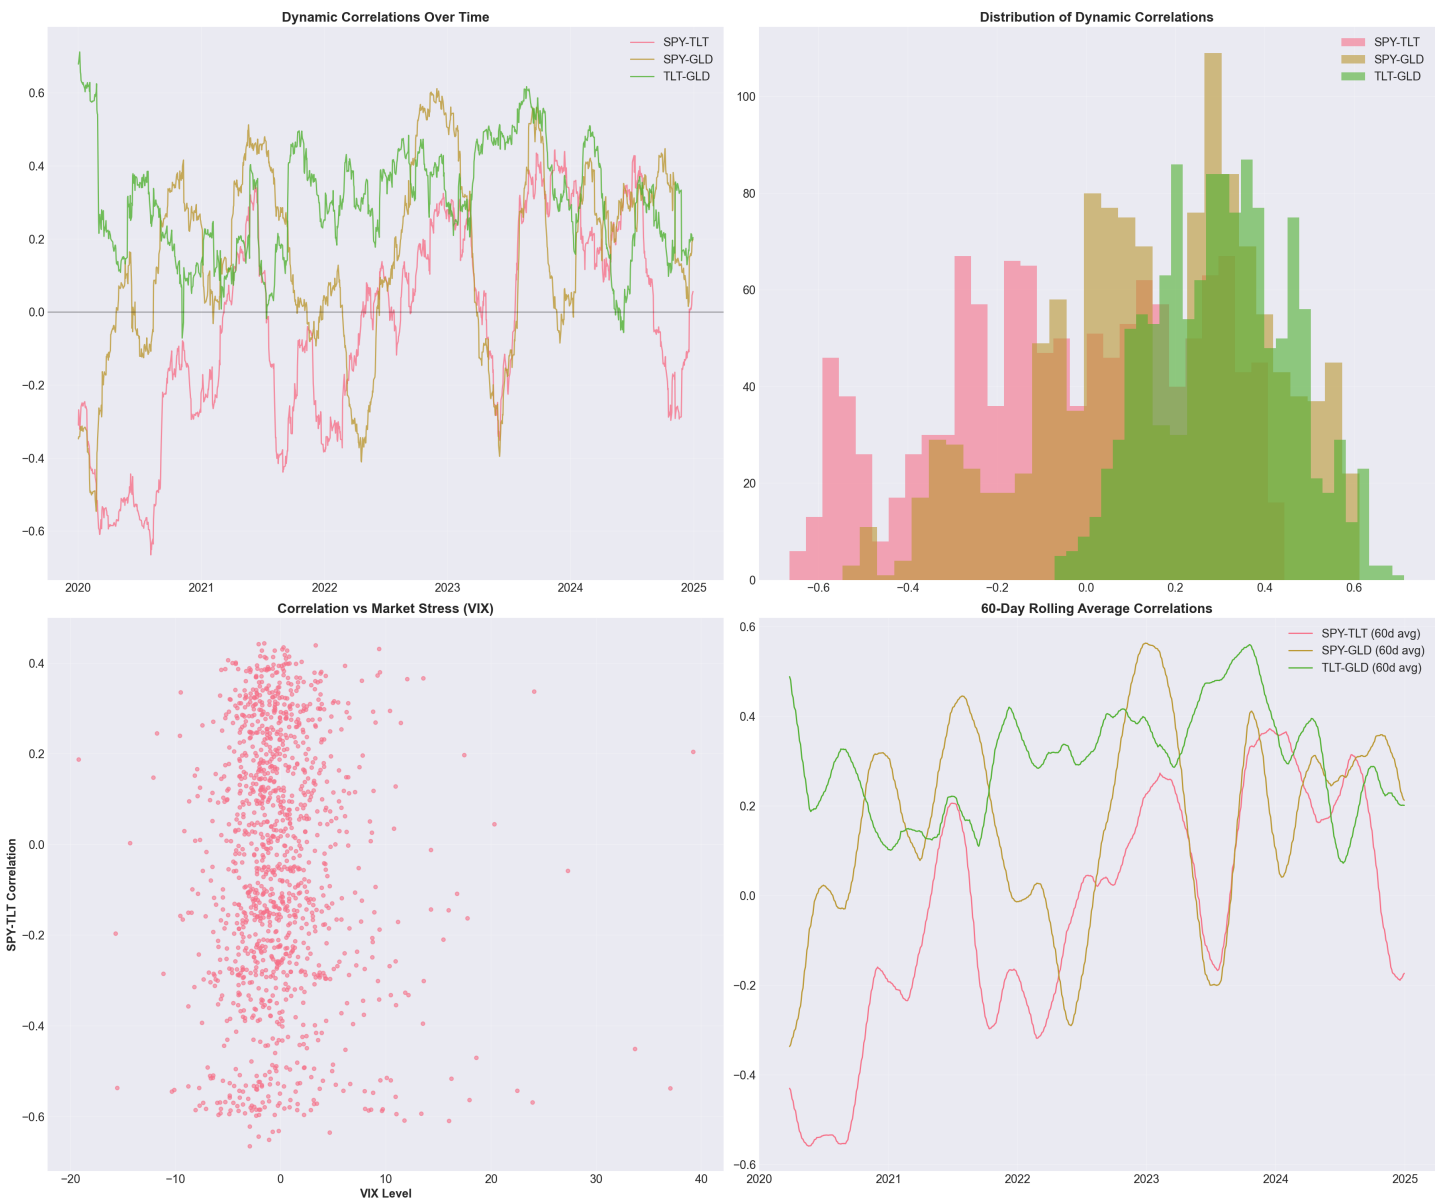 Dynamic Correlations Over Time
SPY-TLT
SPY-GLD
TLT-GLD
0.6
0.4
0.2
0.0
−0.2
−0.4
−0.6
2020 2021 2022 2023 2024 2025
Distribution of Dynamic Correlations
SPY-TLT
SPY-GLD
TLT-GLD
100
80
60
40
20
0
−0.6 −0.4 −0.2 0.0 0.2 0.4 0.6
Correlation vs Market Stress (VIX)
SPY-TLT Correlation
0.4
0.2
0.0
−0.2
−0.4
−0.6
−20 −10 0 10 20 30 40
VIX Level
60-Day Rolling Average Correlations
SPY-TLT (60d avg)
SPY-GLD (60d avg)
TLT-GLD (60d avg)
0.6
0.4
0.2
0.0
−0.2
−0.4
−0.6
2020 2021 2022 2023 2024 2025